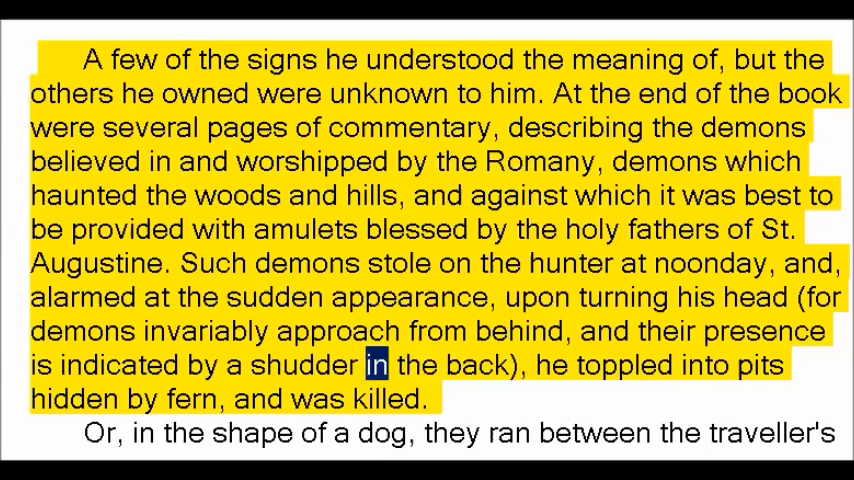 A few of the signs he understood the meaning of, but the
others he owned were unknown to him. At the end of the book
were several pages of commentary, describing the demons
believed in and worshipped by the Romany, demons which
haunted the woods and hills, and against which it was best to
be provided with amulets blessed by the holy fathers of St.
Augustine. Such demons stole on the hunter at noonday, and,
alarmed at the sudden appearance, upon turning his head (for
demons invariably approach from behind, and their presence
is indicated by a shudder in the back), he toppled into pits
hidden by fern, and was killed.
Or, in the shape of a dog, they ran between the traveller's